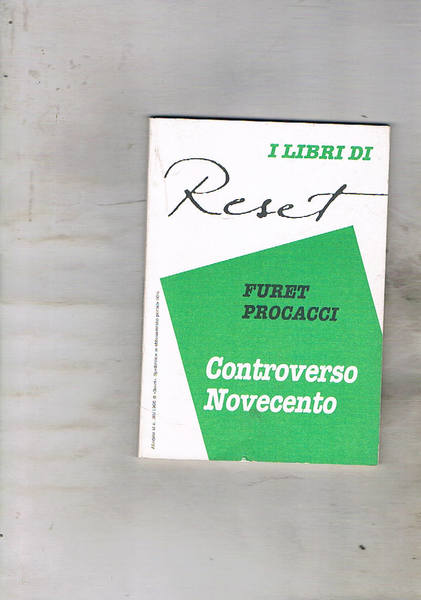 I LIBRI DI
Reset
FURET
PROCACCI
Controverso
Novecento